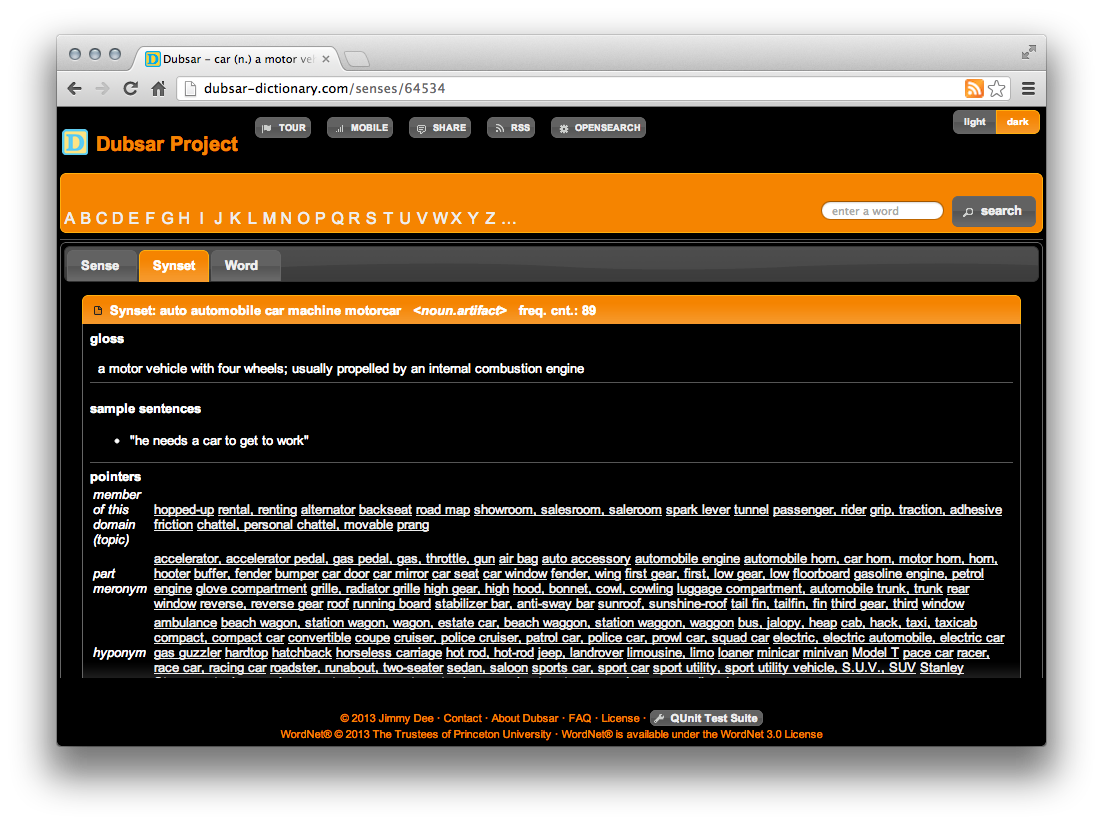 Dubsar - car (n.) a motor ve
dubsar-dictionary.com/senses/64534
TOUR MOBILE SHARE RSS OPENSEARCH
light dark
D Dubsar Project
A B C D E F G H I J K L M N O P Q R S T U V W X Y Z ...
enter a word search
Sense Synset Word
Synset: auto automobile car machine motorcar <noun.artifact> freq. cnt.: 89
gloss
a motor vehicle with four wheels; usually propelled by an internal combustion engine
sample sentences
• "he needs a car to get to work"
pointers
member of this domain (topic)
hopped-up rental, renting alternator backseat road map showroom, salesroom, saleroom spark lever tunnel passenger, rider grip, traction, adhesive
friction chattel, personal chattel, movable prang
part meronym
accelerator, accelerator pedal, gas pedal, gas, throttle, gun air bag auto accessory automobile engine automobile horn, car horn, motor horn, horn,
hooter buffer, fender bumper car door car mirror car seat car window fender, wing first gear, first, low gear, low floorboard gasoline engine, petrol
engine glove compartment grille, radiator grille high gear, high hood, bonnet, cowl, cowling luggage compartment, automobile trunk, trunk rear
window reverse, reverse gear roof running board stabilizer bar, anti-sway bar sunroof, sunshine-roof tail fin, tailfin, fin third gear, third window
hyponym
ambulance beach wagon, station wagon, wagon, estate car, beach waggon, station waggon, waggon bus, jalopy, heap cab, hack, taxi, taxicab
compact, compact car convertible coupe cruiser, police cruiser, patrol car, police car, prowl car, squad car electric, electric automobile, electric car
gas guzzler hardtop hatchback horseless carriage hot rod, hot-rod jeep, landrover limousine, limo loaner minicar minivan Model T pace car racer,
race car, racing car roadster, runabout, two-seater sedan, saloon sports car, sport car sport utility, sport utility vehicle, S.U.V., SUV Stanley
© 2013 Jimmy Dee · Contact · About Dubsar · FAQ · License · QUnit Test Suite
WordNet® © 2013 The Trustees of Princeton University · WordNet® is available under the WordNet 3.0 License